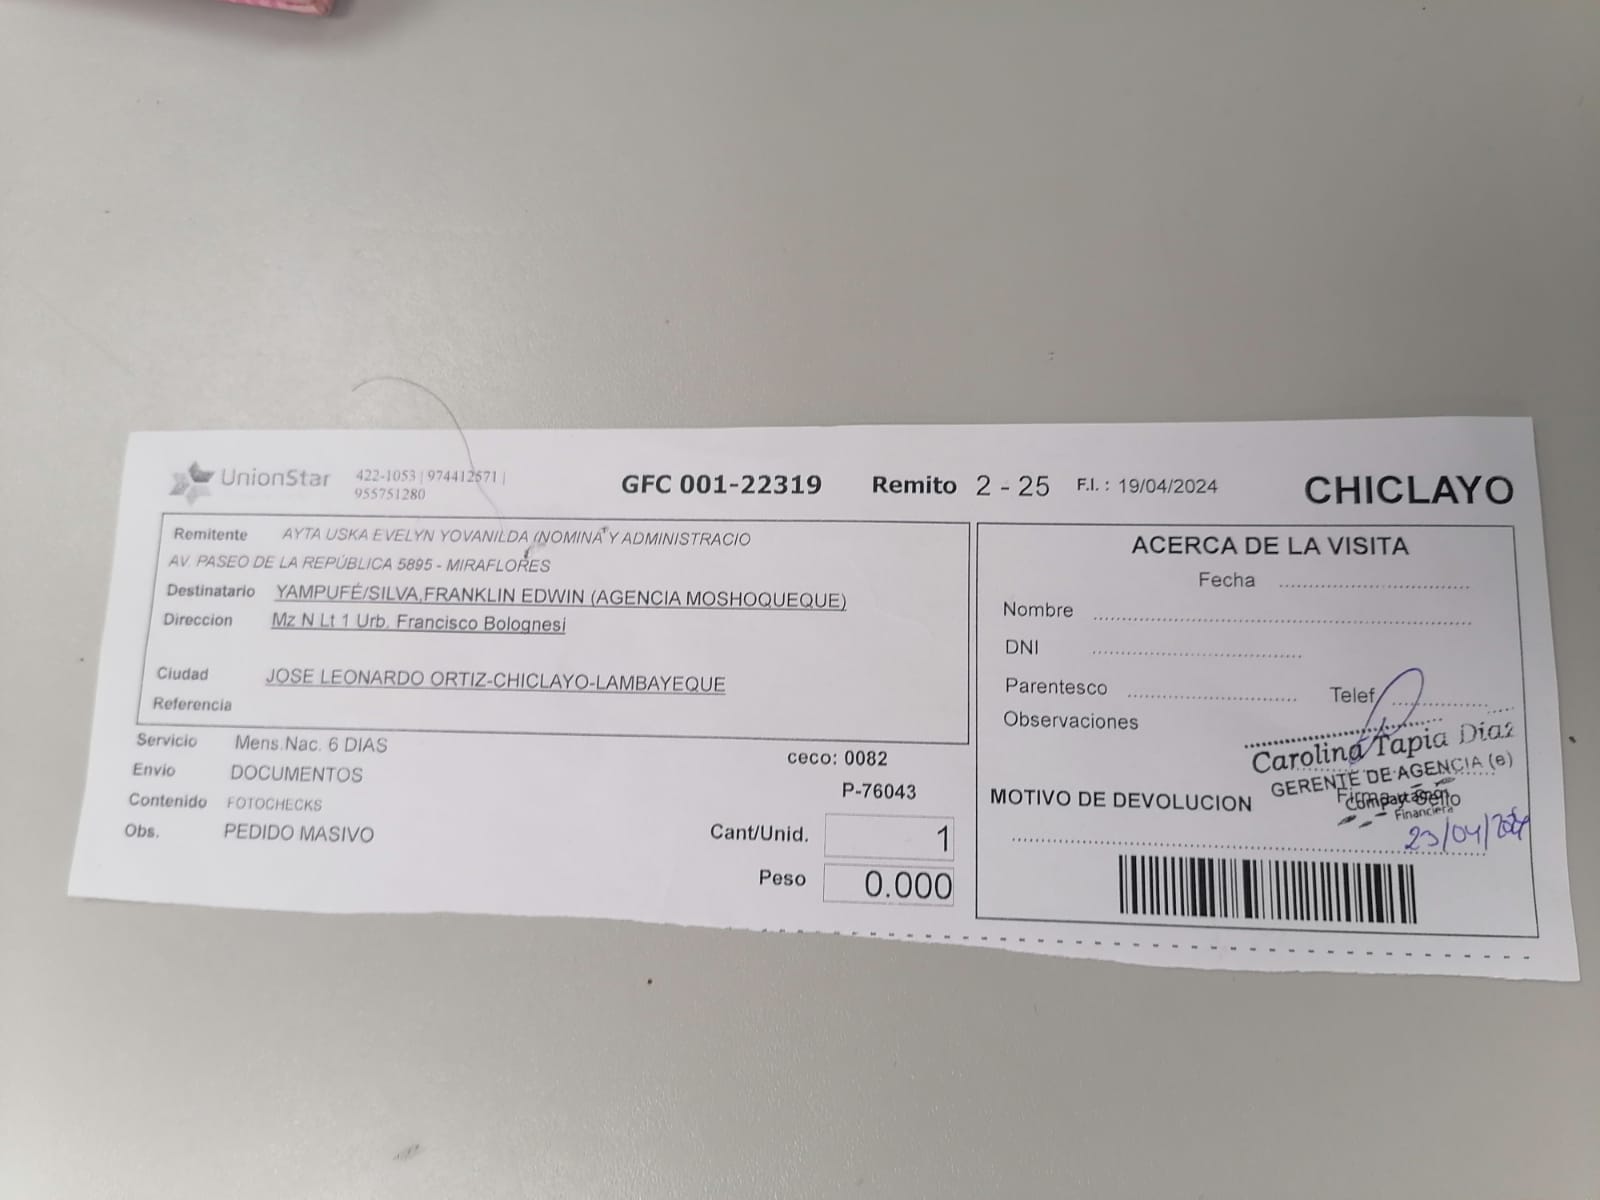 UnionStar 422-1053 | 974412571 |
955751280
GFC 001-22319 Remito 2 - 25 F.I. : 19/04/2024 CHICLAYO
Remitente AYTA USKA EVELYN YOVANILDA (NOMINA Y ADMINISTRACIO
AV. PASEO DE LA REPÚBLICA 5895 - MIRAFLORES
Destinatario YAMPUFÉ/SILVA,FRANKLIN EDWIN (AGENCIA MOSHOQUEQUE)
Direccion Mz N Lt 1 Urb. Francisco Bolognesi
Ciudad JOSE LEONARDO ORTIZ-CHICLAYO-LAMBAYEQUE
Referencia
Servicio Mens.Nac. 6 DIAS
Envio DOCUMENTOS
Contenido FOTOCHECKS
Obs. PEDIDO MASIVO
ceco: 0082
P-76043
Cant/Unid. 1
Peso 0.000
ACERCA DE LA VISITA
Fecha
Nombre
DNI
Parentesco Telef
Observaciones
Carolina Tapia Diaz
GERENTE DE AGENCIA (e)
Firma y Sello
Compartamos
Financiera
MOTIVO DE DEVOLUCION
23/04/2024